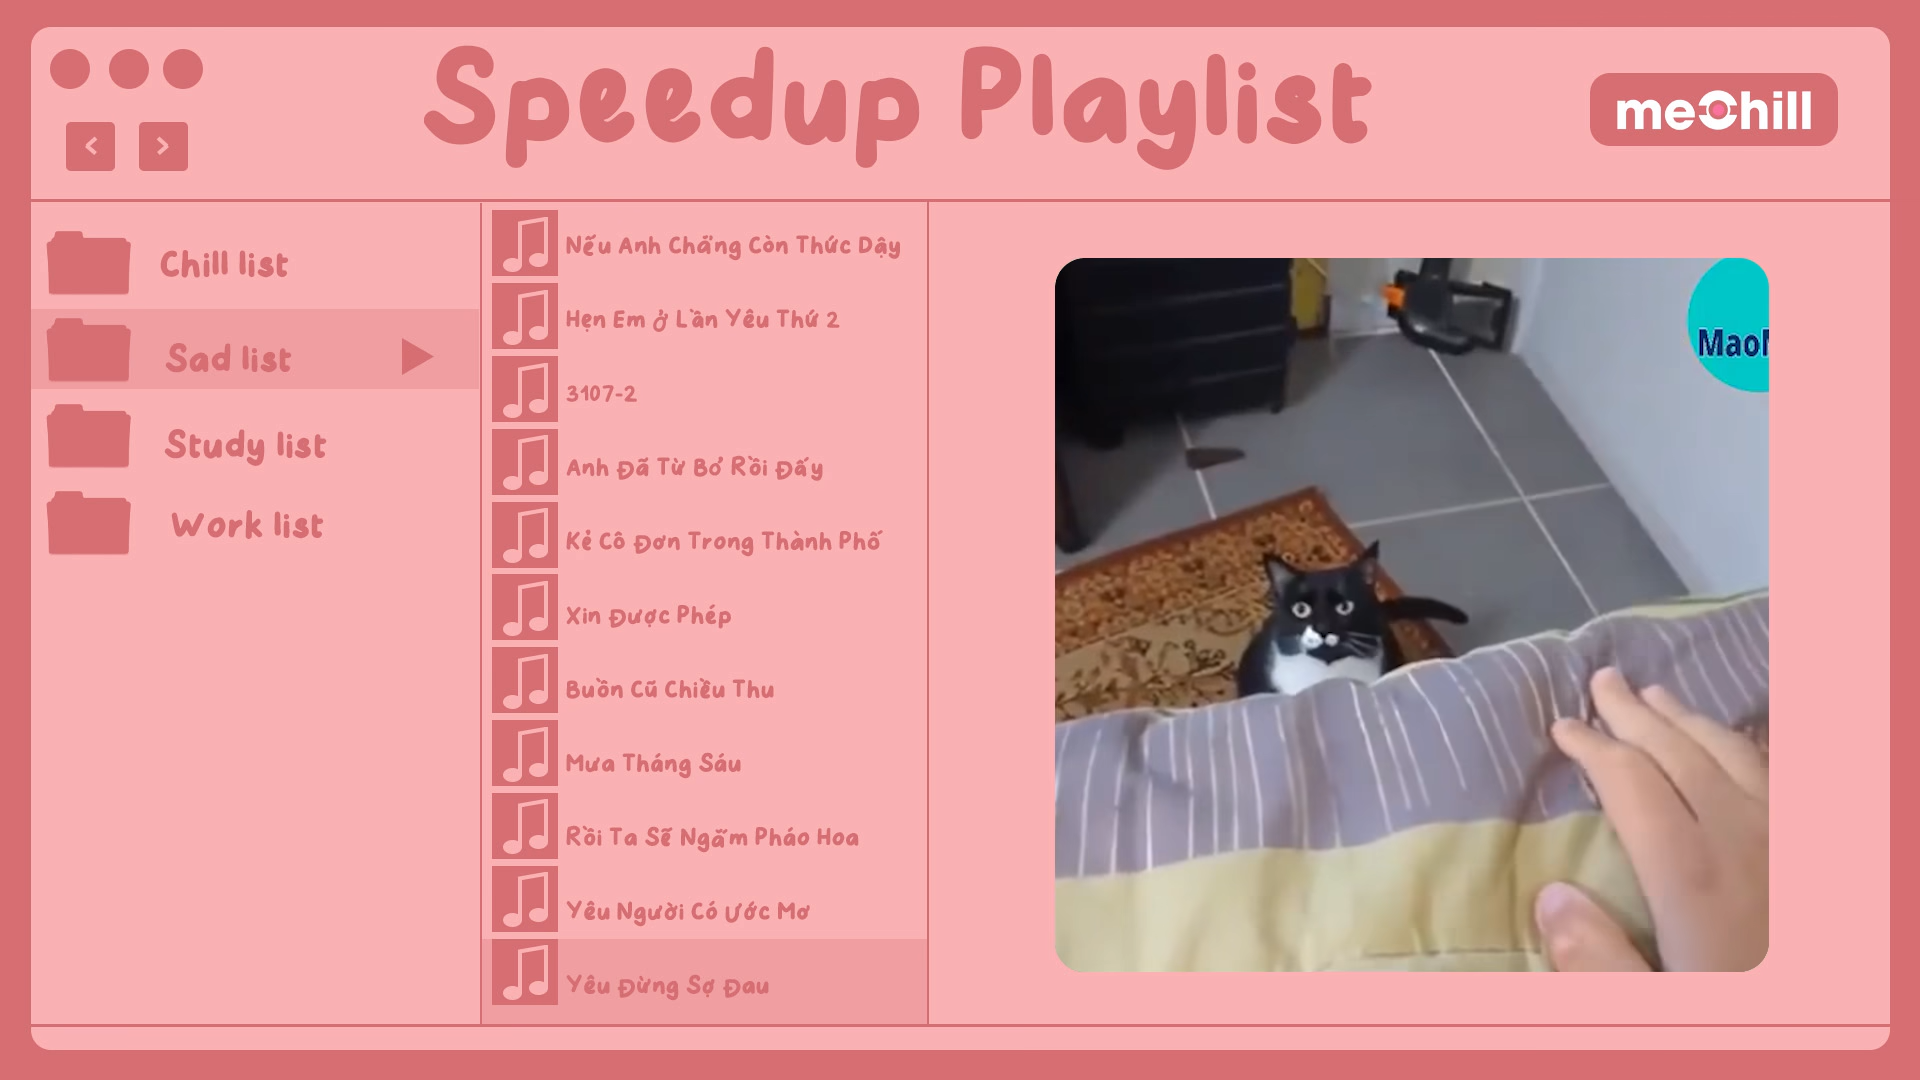 Speedup Playlist
mechill
Chill list
Sad list
Study list
Work list
Nếu Anh Chẳng Còn Thức Dậy
Hẹn Em ở Lần Yêu Thứ 2
3107-2
Anh Đã Từ Bỏ Rồi Đấy
Kẻ Cô Đơn Trong Thành Phố
Xin Được Phép
Buồn Cũ Chiều Thu
Mưa Tháng Sáu
Rồi Ta Sẽ Ngắm Pháo Hoa
Yêu Người Có Ước Mơ
Yêu Đừng Sợ Đau